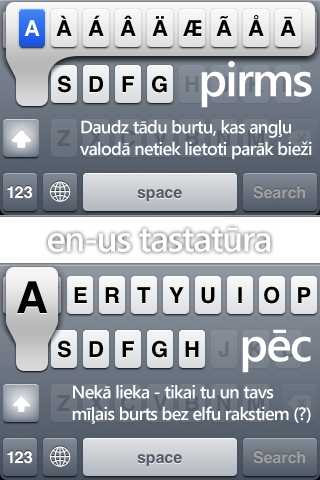 A À Á Â Ä Æ Ã Å Ā
S D F G H J K L
pirms
Z X C V B N M
Daudz tādu burtu, kas angļu
valodā netiek lietoti parāk bieži
123 space Search
en-us tastatūra
A E R T Y U I O P
S D F G H J
pēc
Nekā lieka - tikai tu un tavs
mīļais burts bez elfu rakstiem (?)
123 space Search